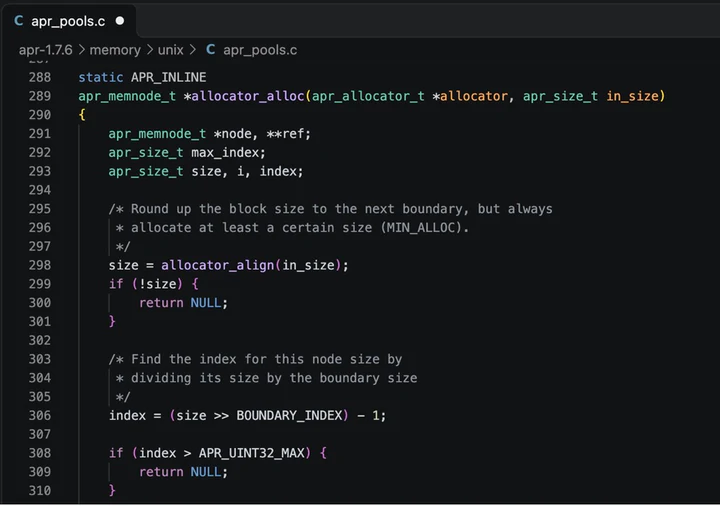 C apr_pools.c ●
apr-1.7.6 > memory > unix > C apr_pools.c
288 static APR_INLINE
289 apr_memnode_t *allocator_alloc(apr_allocator_t *allocator, apr_size_t in_size)
290 {
291     apr_memnode_t *node, **ref;
292     apr_size_t max_index;
293     apr_size_t size, i, index;
294
295     /* Round up the block size to the next boundary, but always
296      * allocate at least a certain size (MIN_ALLOC).
297      */
298     size = allocator_align(in_size);
299     if (!size) {
300         return NULL;
301     }
302
303     /* Find the index for this node size by
304      * dividing its size by the boundary size
305      */
306     index = (size >> BOUNDARY_INDEX) - 1;
307
308     if (index > APR_UINT32_MAX) {
309         return NULL;
310     }